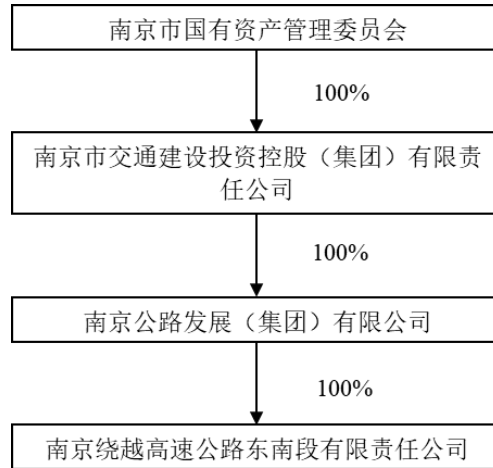 南京市国有资产管理委员会
100%
南京市交通建设投资控股（集团）有限责
任公司
100%
南京公路发展（集团）有限公司
100%
南京绕越高速公路东南段有限责任公司